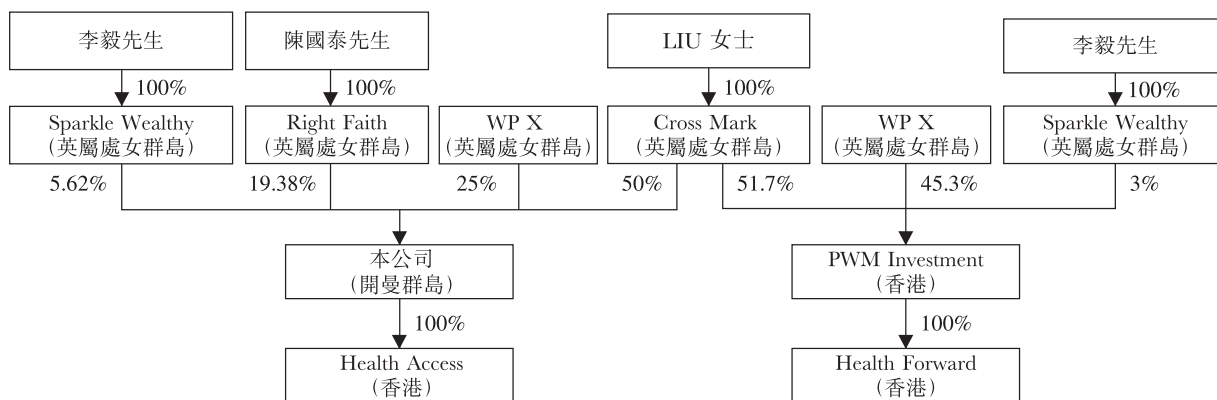 李毅先生
陳國泰先生
LIU 女士
李毅先生
100%
100%
100%
100%
Sparkle Wealthy
(英屬處女群島)
Right Faith
(英屬處女群島)
WP X
(英屬處女群島)
Cross Mark
(英屬處女群島)
WP X
(英屬處女群島)
Sparkle Wealthy
(英屬處女群島)
5.62%
19.38%
25%
50%
51.7%
45.3%
3%
本公司
(開曼群島)
PWM Investment
(香港)
100%
100%
Health Access
(香港)
Health Forward
(香港)